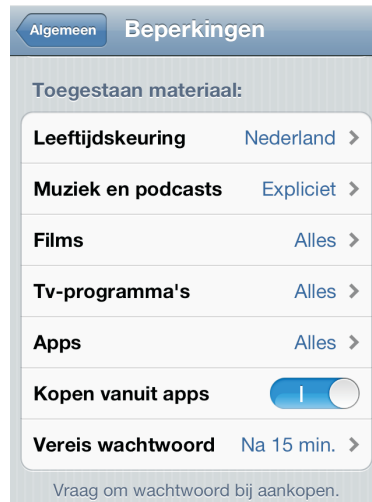 Algemeen Beperkingen
Toegestaan materiaal:
Leeftijdskeuring Nederland
Muziek en podcasts Expliciet
Films Alles
Tv-programma's Alles
Apps Alles
Kopen vanuit apps
Vereis wachtwoord Na 15 min.
Vraag om wachtwoord bij aankopen.